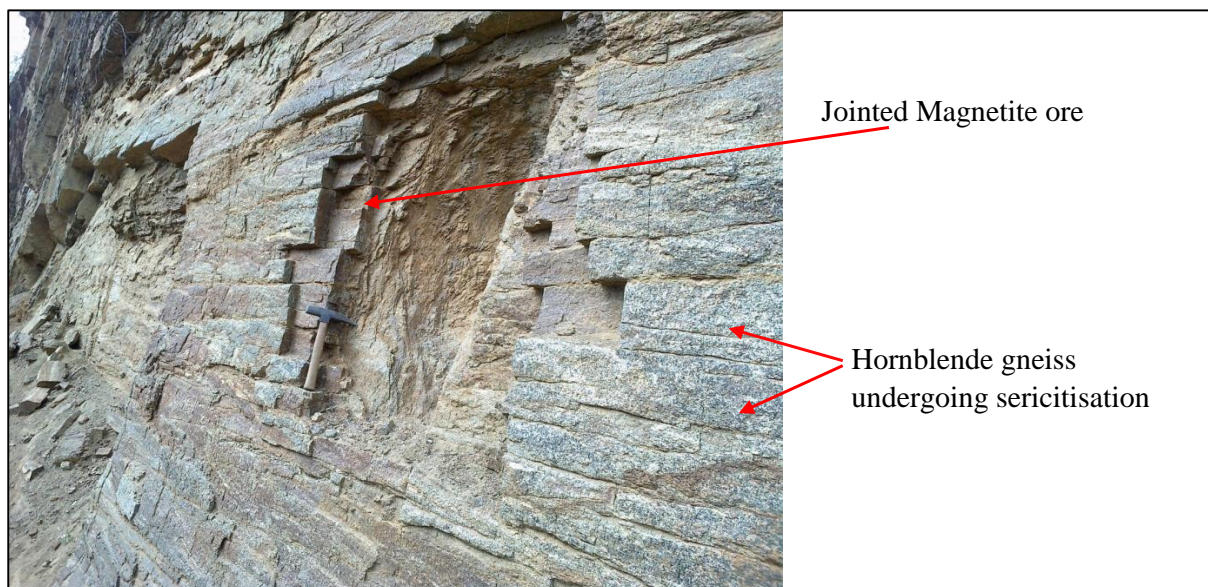 Jointed Magnetite ore
Hornblende gneiss
undergoing sericitisation